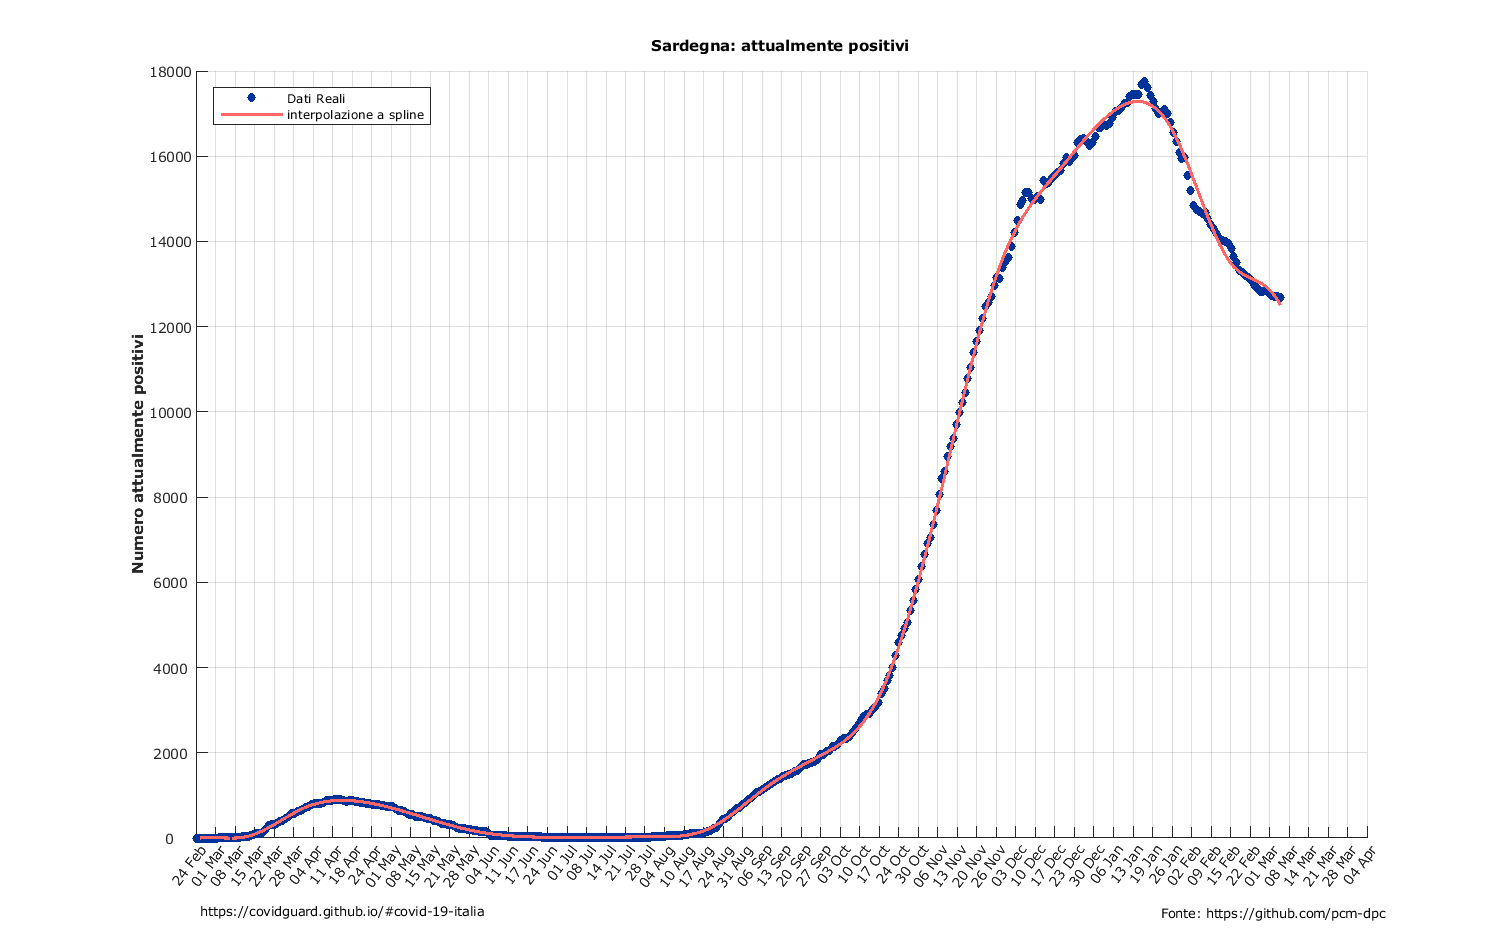 Sardegna: attualmente positivi
Dati Reali
interpolazione a spline
Numero attualmente positivi
18000
16000
14000
12000
10000
8000
6000
4000
2000
0
24 Feb
01 Mar
08 Mar
15 Mar
22 Mar
28 Mar
04 Apr
11 Apr
18 Apr
24 Apr
01 May
08 May
15 May
21 May
28 May
04 Jun
11 Jun
17 Jun
24 Jun
01 Jul
08 Jul
14 Jul
21 Jul
28 Jul
04 Aug
10 Aug
17 Aug
24 Aug
31 Aug
06 Sep
13 Sep
20 Sep
27 Sep
03 Oct
10 Oct
17 Oct
24 Oct
30 Oct
06 Nov
13 Nov
20 Nov
26 Nov
03 Dec
10 Dec
17 Dec
23 Dec
30 Dec
06 Jan
13 Jan
19 Jan
26 Jan
02 Feb
09 Feb
15 Feb
22 Feb
01 Mar
08 Mar
14 Mar
21 Mar
28 Mar
04 Apr
https://covidguard.github.io/#covid-19-italia
Fonte: https://github.com/pcm-dpc